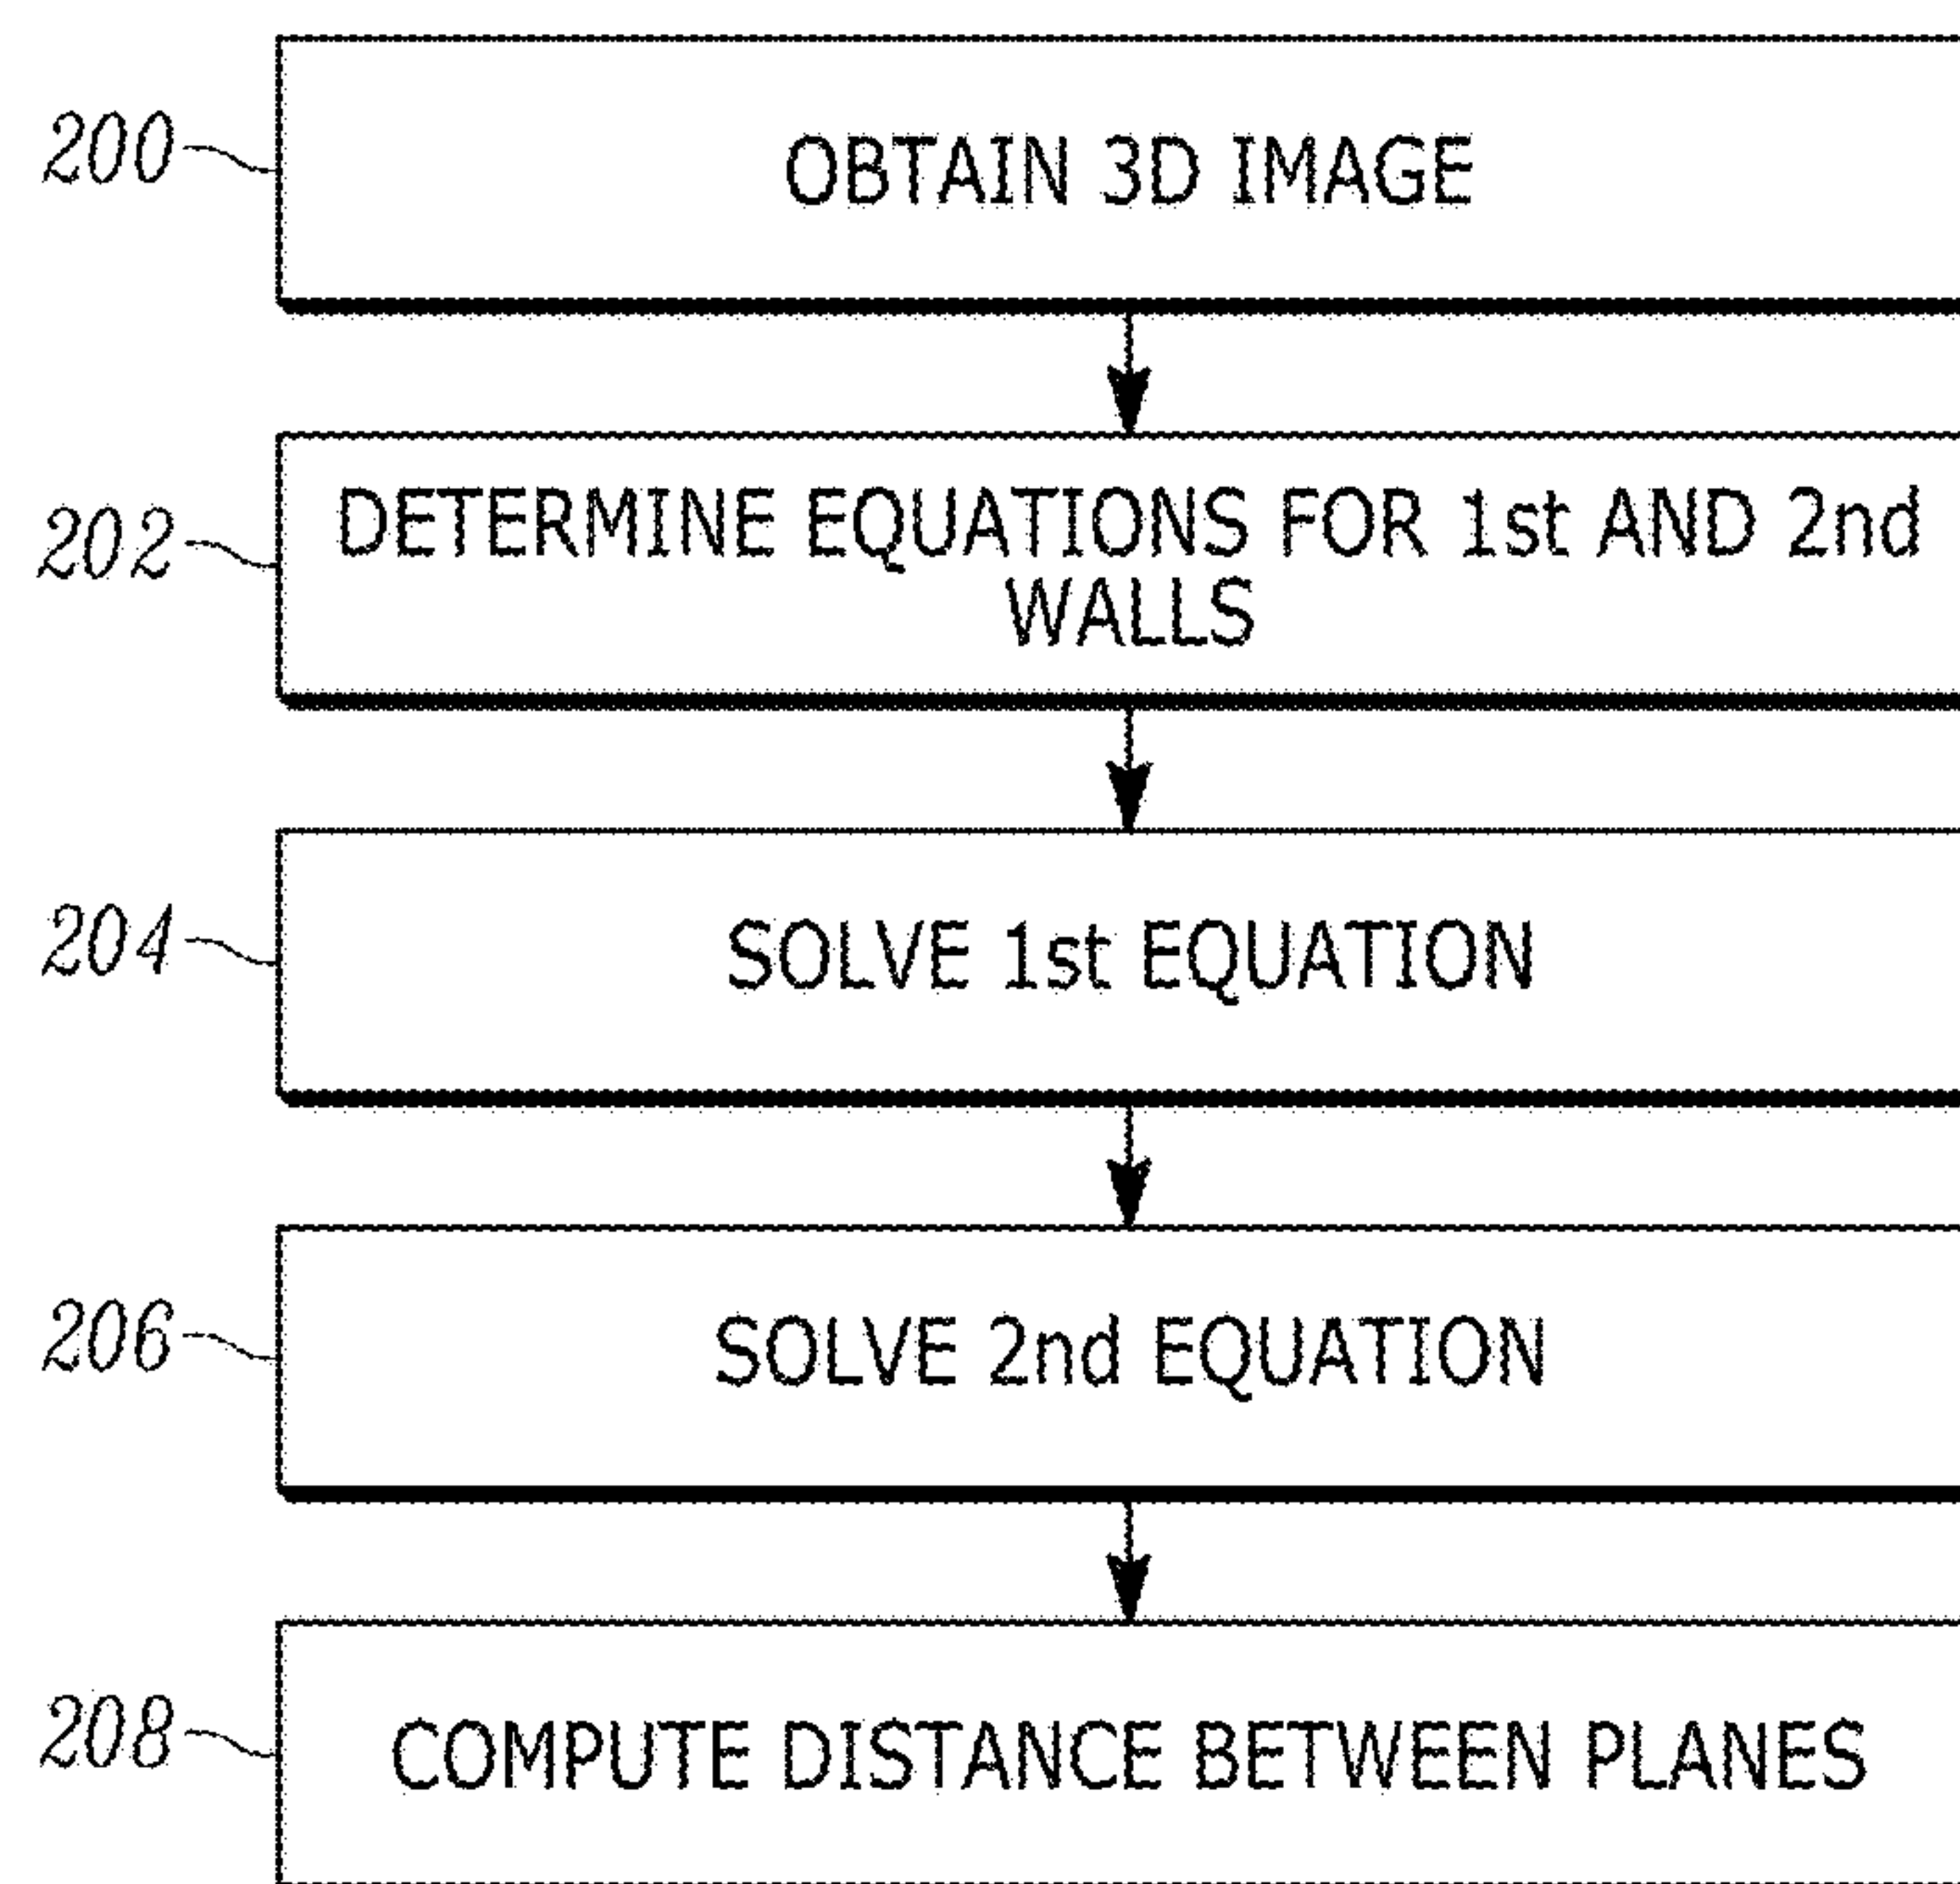 200
OBTAIN 3D IMAGE
202
DETERMINE EQUATIONS FOR 1st AND 2nd
WALLS
204
SOLVE 1st EQUATION
206
SOLVE 2nd EQUATION
208
COMPUTE DISTANCE BETWEEN PLANES